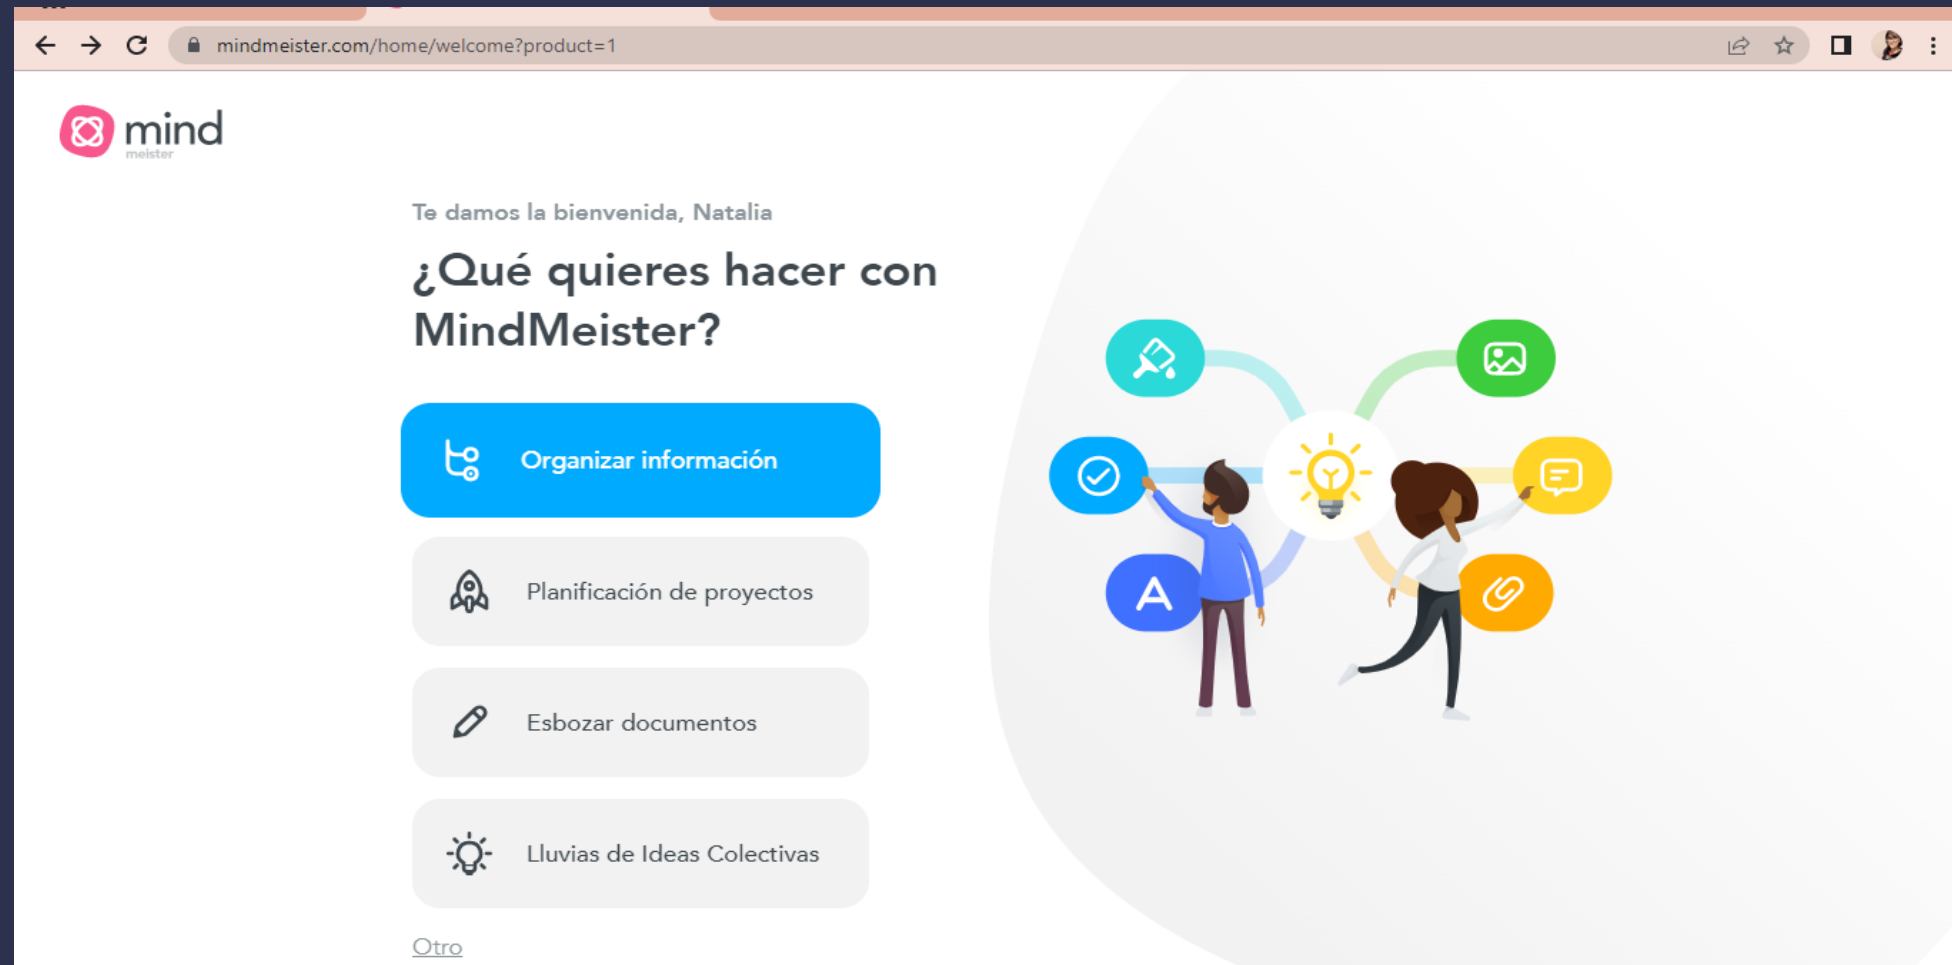 mindmeister.com/home/welcome?product=1
mind
meister
Te damos la bienvenida, Natalia
¿Qué quieres hacer con
MindMeister?
Organizar información
Planificación de proyectos
Esbozar documentos
Lluvias de Ideas Colectivas
Otro
A